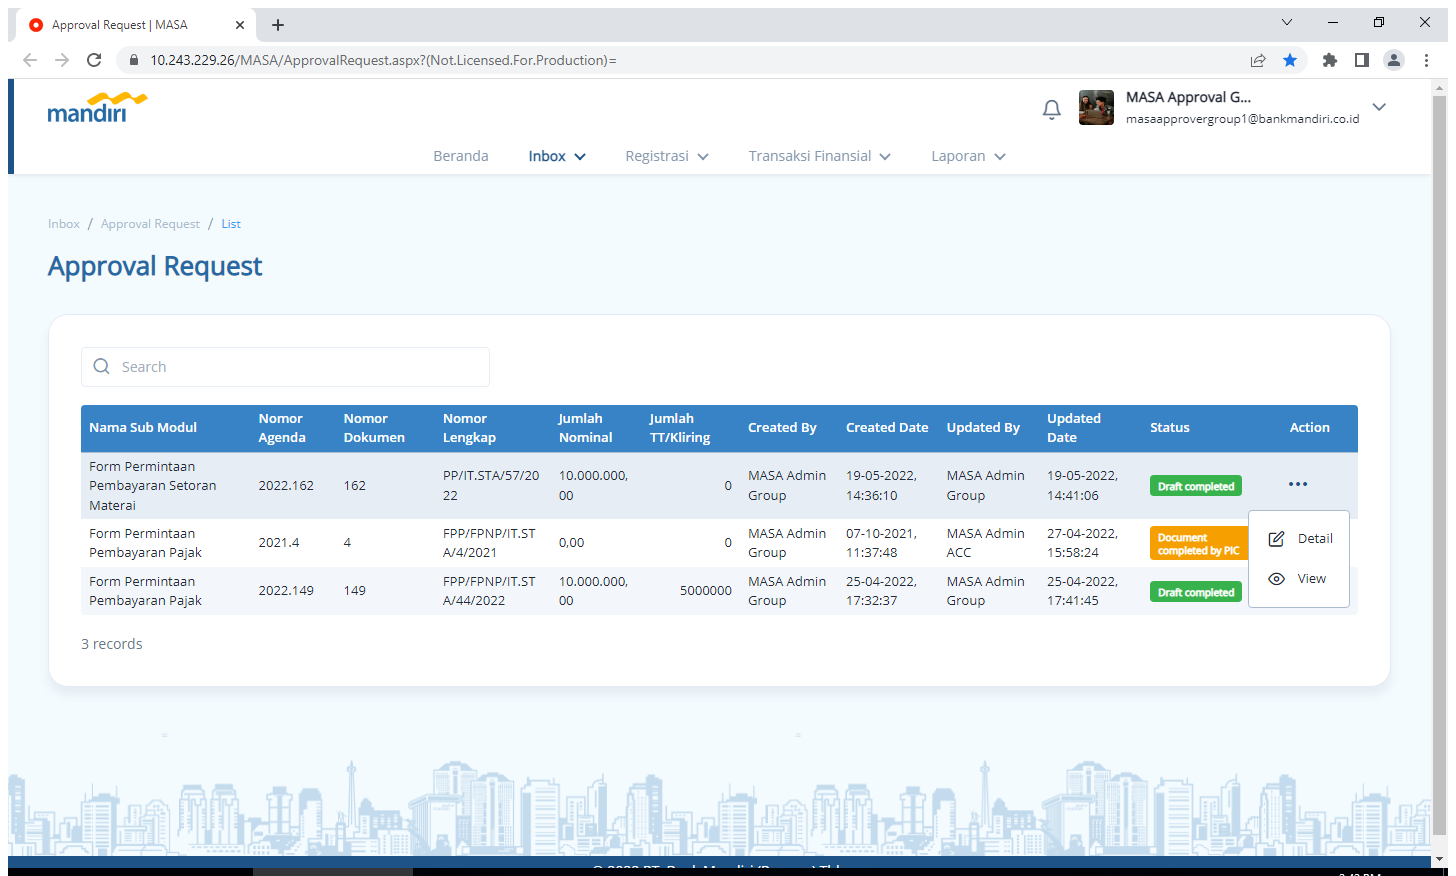 Approval Request | MASA
10.243.229.26/MASA/ApprovalRequest.aspx?(Not.Licensed.For.Production)=
mandiri
MASA Approval G...
masaapprovergroup1@bankmandiri.co.id
Beranda Inbox Registrasi Transaksi Finansial Laporan
Inbox / Approval Request / List
Approval Request
Search
Nama Sub Modul
Nomor
Agenda
Nomor
Dokumen
Nomor
Lengkap
Jumlah
Nominal
Jumlah
TT/Kliring
Created By
Created Date
Updated By
Updated
Date
Status
Action
Form Permintaan
Pembayaran Setoran
Materai
2022.162
162
PP/IT.STA/57/20
22
10.000.000,
00
0
MASA Admin
Group
19-05-2022,
14:36:10
MASA Admin
Group
19-05-2022,
14:41:06
Draft completed
Form Permintaan
Pembayaran Pajak
2021.4
4
FPP/FPNP/IT.ST
A/4/2021
0,00
0
MASA Admin
Group
07-10-2021,
11:37:48
MASA Admin
ACC
27-04-2022,
15:58:24
Document
completed by PIC
Detail
View
Form Permintaan
Pembayaran Pajak
2022.149
149
FPP/FPNP/IT.ST
A/44/2022
10.000.000,
00
5000000
MASA Admin
Group
25-04-2022,
17:32:37
MASA Admin
Group
25-04-2022,
17:41:45
Draft completed
3 records